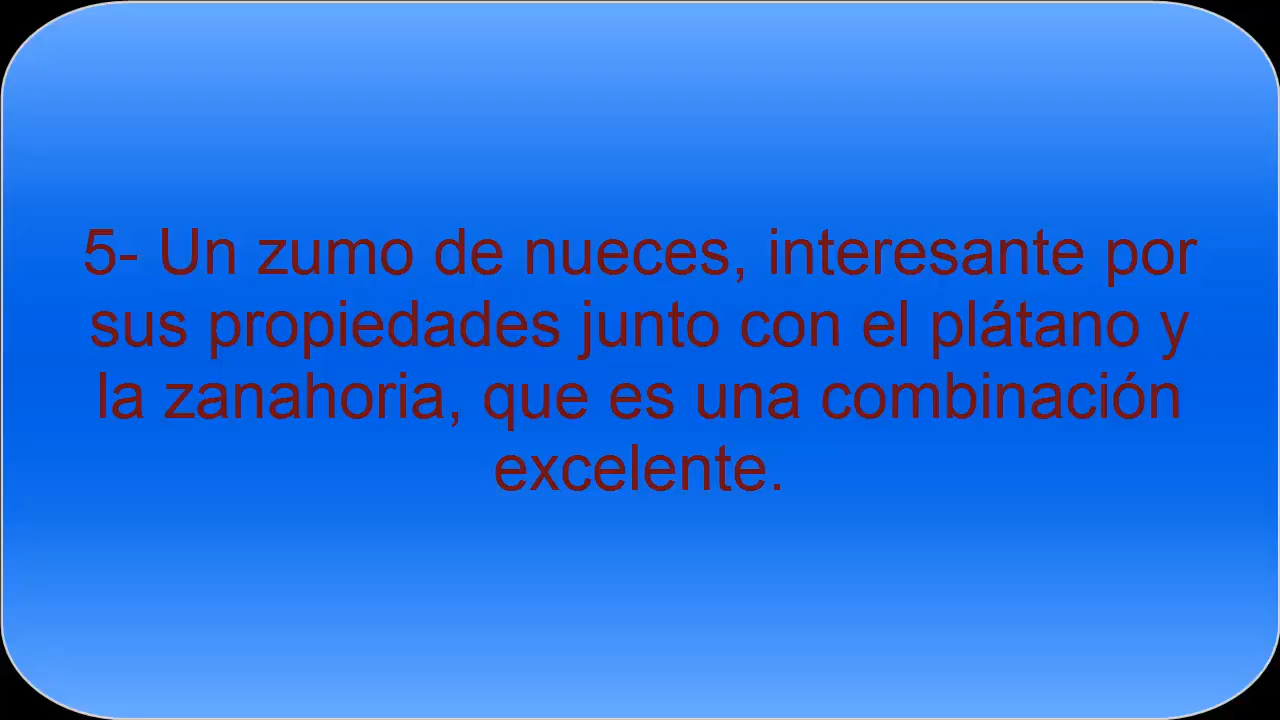 5- Un zumo de nueces, interesante por
sus propiedades junto con el plátano y
la zanahoria, que es una combinación
excelente.